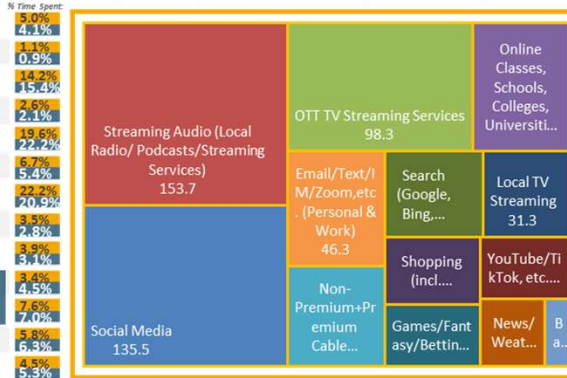 % Time Spent:
5.0%
4.1%
1.1%
0.9%
14.2%
15.4%
2.6%
2.1%
19.6%
22.2%
6.7%
5.4%
22.2%
20.9%
3.5%
2.8%
3.9%
3.1%
3.4%
4.5%
7.6%
7.0%
5.8%
6.3%
4.5%
5.3%
Streaming Audio (Local
Radio/ Podcasts/Streaming
Services)
153.7
Social Media
135.5
OTT TV Streaming Services
98.3
Online
Classes,
Schools,
Colleges,
Universiti...
Email/Text/I
M/Zoom,etc
. (Personal &
Work)
46.3
Search
(Google,
Bing,...
Local TV
Streaming
31.3
Non-
Premium+Pr
emium
Cable...
Shopping
(incl....
YouTube/Ti
kTok, etc....
Games/Fant
asy/Bettin...
News/
Weat...
B
a...